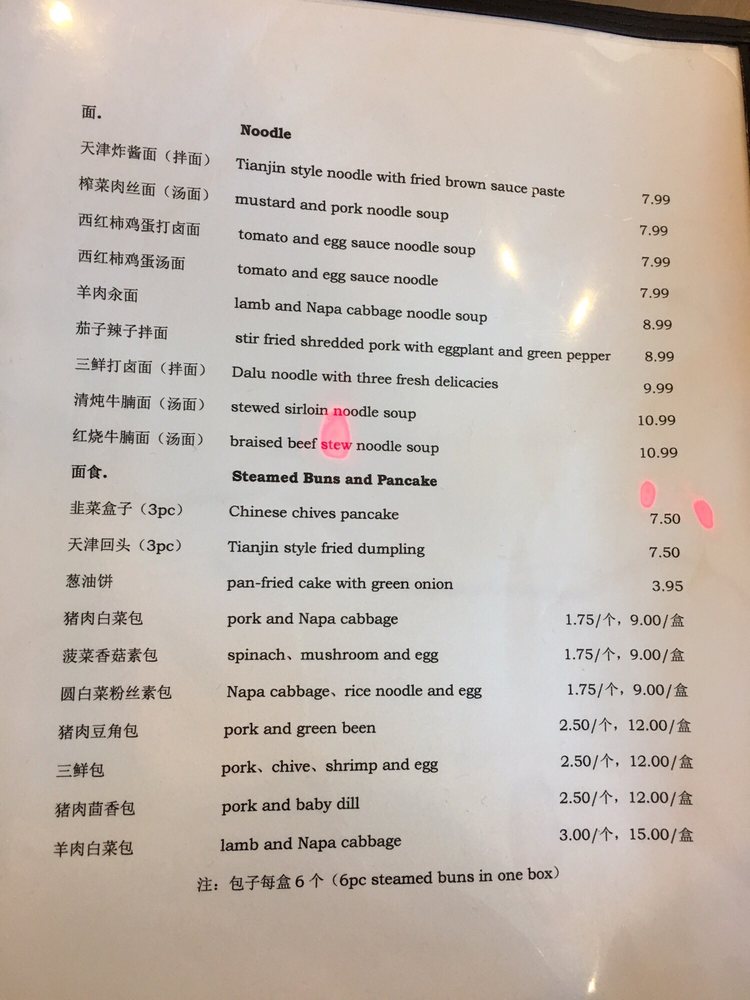 面.
Noodle
天津炸酱面（拌面） Tianjin style noodle with fried brown sauce paste 7.99
榨菜肉丝面（汤面） mustard and pork noodle soup 7.99
西红柿鸡蛋打卤面 tomato and egg sauce noodle soup 7.99
西红柿鸡蛋汤面 tomato and egg sauce noodle 7.99
羊肉汆面 lamb and Napa cabbage noodle soup 8.99
茄子辣子拌面 stir fried shredded pork with eggplant and green pepper 8.99
三鲜打卤面（拌面） Dalu noodle with three fresh delicacies 9.99
清炖牛腩面（汤面） stewed sirloin noodle soup 10.99
红烧牛腩面（汤面） braised beef stew noodle soup 10.99
面食. Steamed Buns and Pancake
韭菜盒子（3pc） Chinese chives pancake 7.50
天津回头（3pc） Tianjin style fried dumpling 7.50
葱油饼 pan-fried cake with green onion 3.95
猪肉白菜包 pork and Napa cabbage 1.75/个，9.00/盒
菠菜香菇素包 spinach、mushroom and egg 1.75/个，9.00/盒
圆白菜粉丝素包 Napa cabbage、rice noodle and egg 1.75/个，9.00/盒
猪肉豆角包 pork and green been 2.50/个，12.00/盒
三鲜包 pork、chive、shrimp and egg 2.50/个，12.00/盒
猪肉茴香包 pork and baby dill 2.50/个，12.00/盒
羊肉白菜包 lamb and Napa cabbage 3.00/个，15.00/盒
注：包子每盒 6 个（6pc steamed buns in one box）